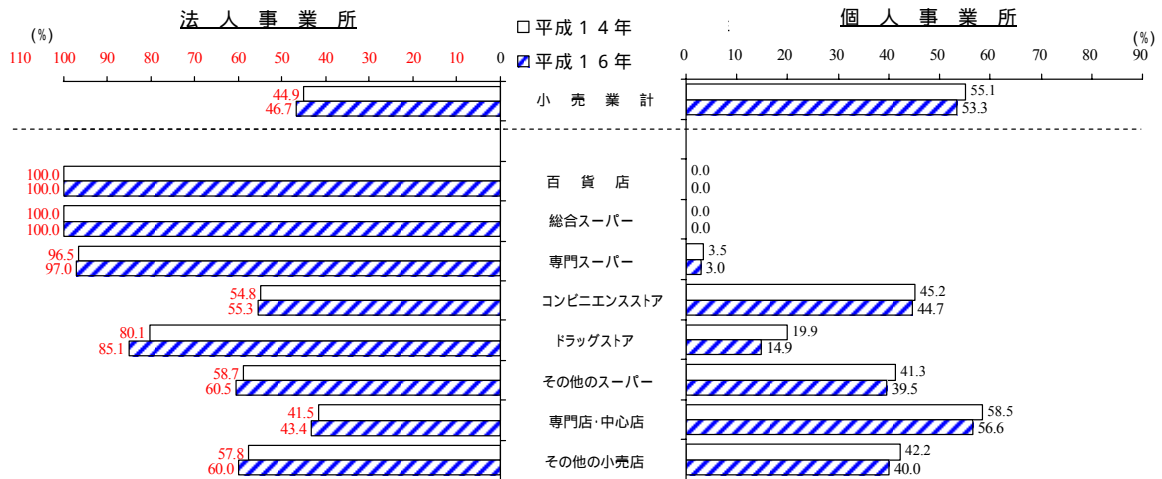 法 人 事 業 所
□平成１４年
個 人 事 業 所
(%)
(%)
110 100 90 80 70 60 50 40 30 20 10 0
平成１６年
0 10 20 30 40 50 60 70 80 90
44.9
46.7
小 売 業 計
55.1
53.3
100.0
100.0
百 貨 店
0.0
0.0
100.0
100.0
総合スーパー
0.0
0.0
96.5
97.0
専門スーパー
3.5
3.0
54.8
55.3
コンビニエンスストア
45.2
44.7
80.1
85.1
ドラッグストア
19.9
14.9
58.7
60.5
その他のスーパー
41.3
39.5
41.5
43.4
専門店･中心店
58.5
56.6
57.8
60.0
その他の小売店
42.2
40.0